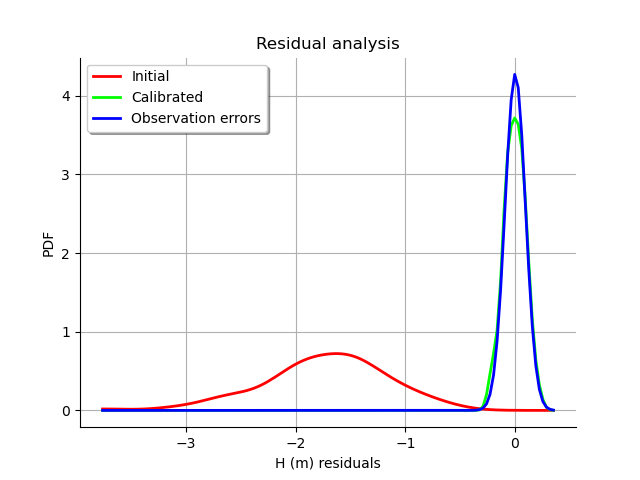 Residual analysis
Initial
Calibrated
Observation errors
PDF
4
3
2
1
0
−3 −2 −1 0
H (m) residuals